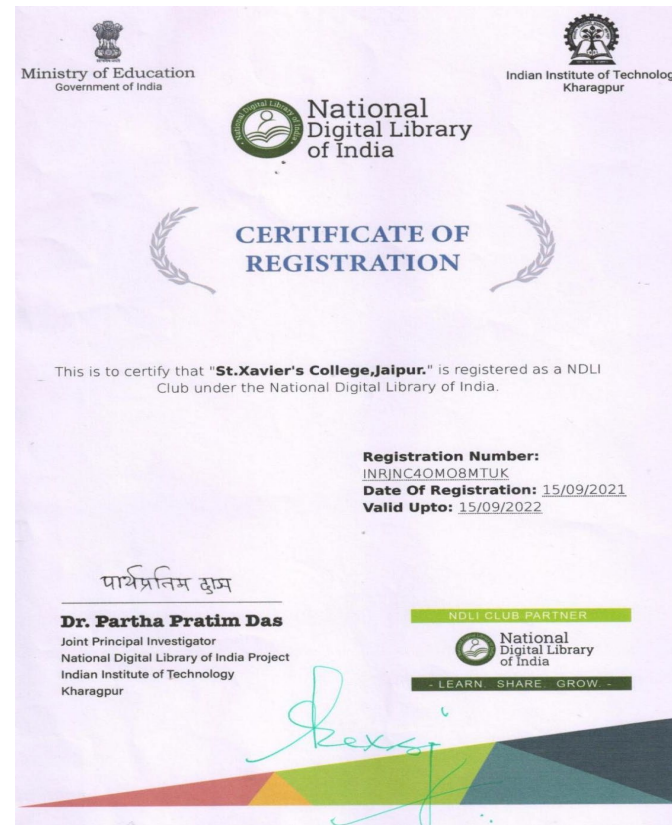 Ministry of Education
Government of India
Indian Institute of Technolog
Kharagpur
National
Digital Library
of India
CERTIFICATE OF
REGISTRATION
This is to certify that "St.Xavier's College,Jaipur." is registered as a NDLI
Club under the National Digital Library of India.
Registration Number:
INRJNC4OMO8MTUK
Date Of Registration: 15/09/2021
Valid Upto: 15/09/2022
पार्थप्रतिम दास
Dr. Partha Pratim Das
Joint Principal Investigator
National Digital Library of India Project
Indian Institute of Technology
Kharagpur
NDLI CLUB PARTNER
National
Digital Library
of India
- LEARN. SHARE. GROW. -